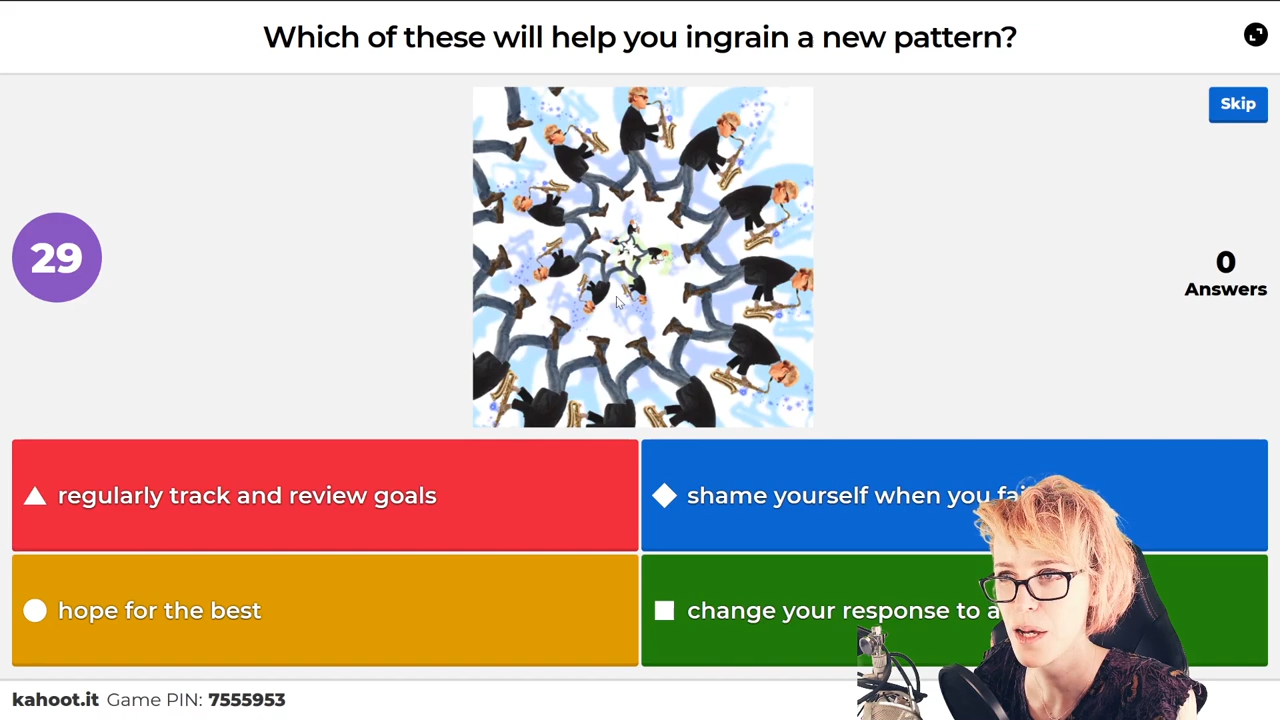 Which of these will help you ingrain a new pattern?
Skip
29
0
Answers
regularly track and review goals
shame yourself when you
hope for the best
change your response to
kahoot.it Game PIN: 7555953